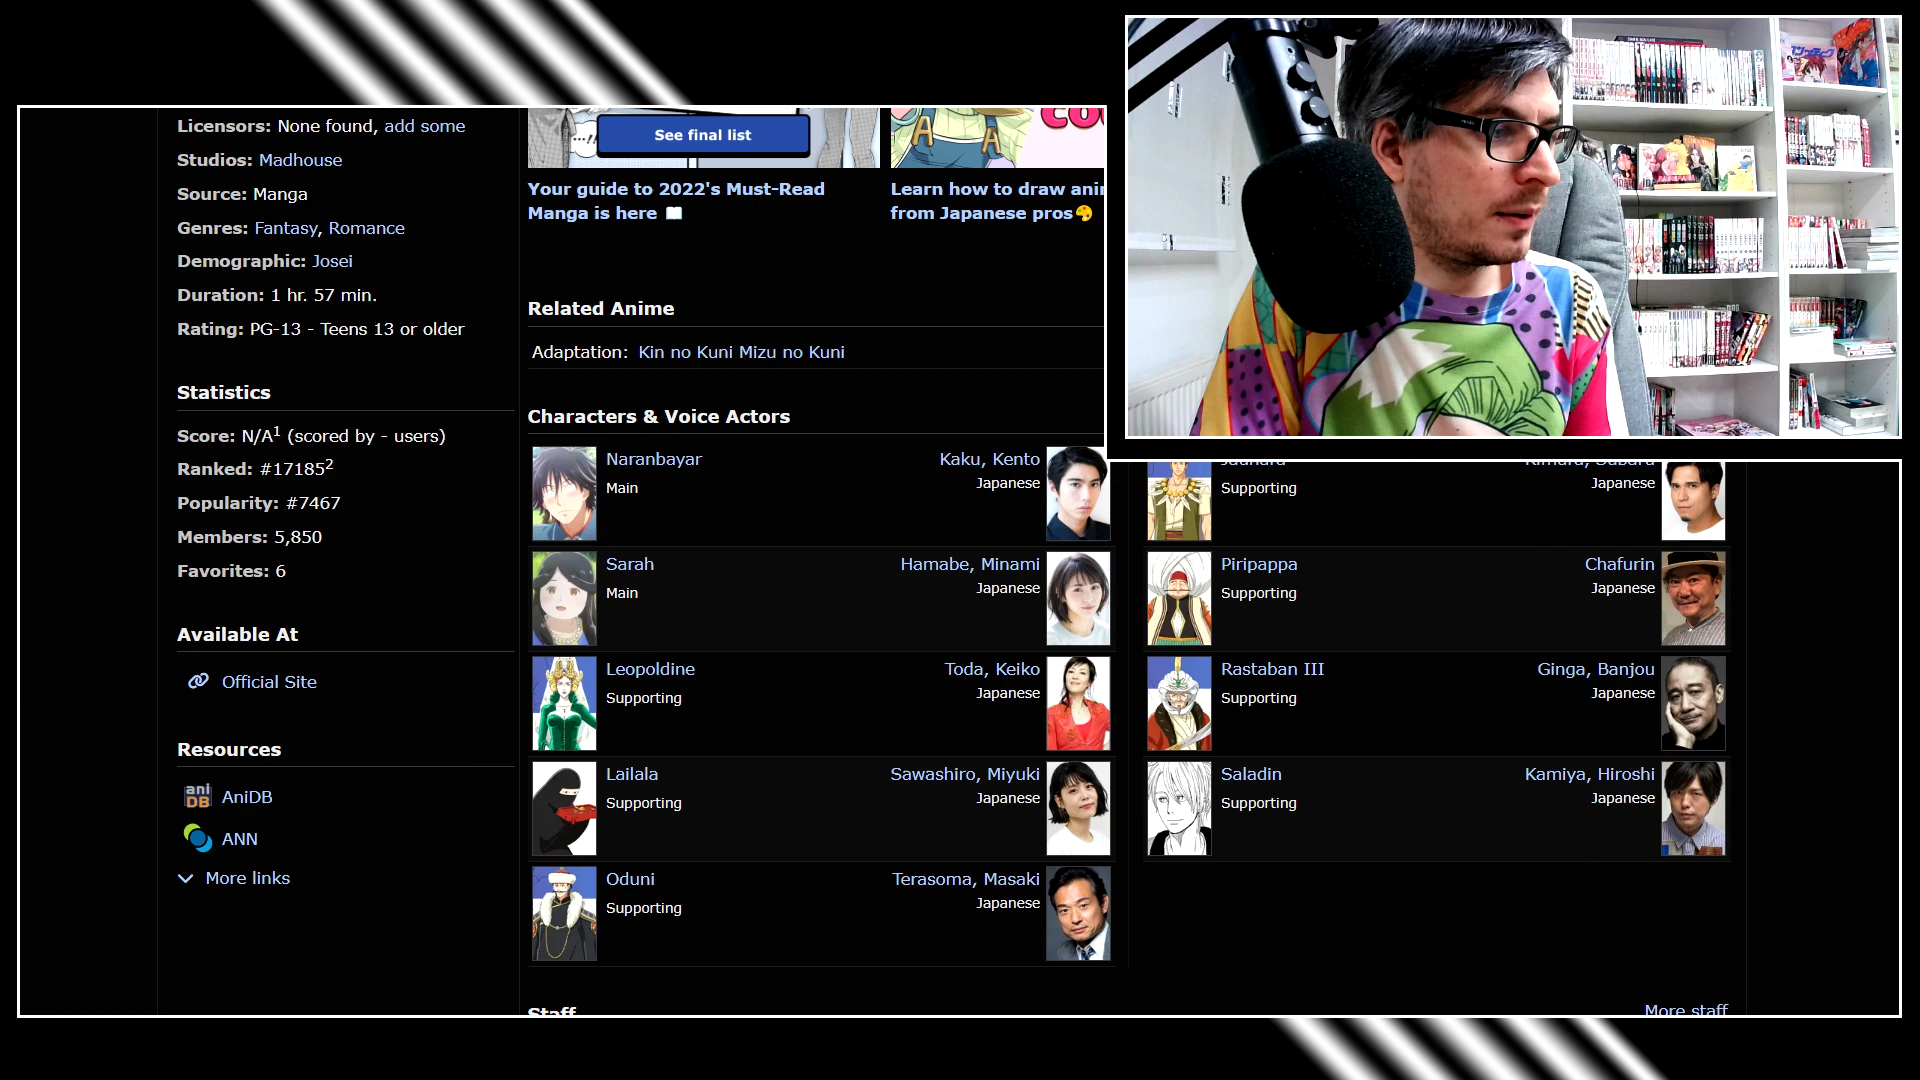 Licensors: None found, add some
Studios: Madhouse
Source: Manga
Genres: Fantasy, Romance
Demographic: Josei
Duration: 1 hr. 57 min.
Rating: PG-13 - Teens 13 or older
Statistics
Score: N/A1 (scored by - users)
Ranked: #171852
Popularity: #7467
Members: 5,850
Favorites: 6
Available At
Official Site
Resources
AniDB
ANN
More links
...!!
See final list
Your guide to 2022's Must-Read
Manga is here
Learn how to draw
from Japanese pros
Related Anime
Adaptation: Kin no Kuni Mizu no Kuni
Characters & Voice Actors
Naranbayar
Main
Kaku, Kento
Japanese
Supporting
Japanese
Sarah
Main
Hamabe, Minami
Japanese
Piripappa
Supporting
Chafurin
Japanese
Leopoldine
Supporting
Toda, Keiko
Japanese
Rastaban III
Supporting
Ginga, Banjou
Japanese
Lailala
Supporting
Sawashiro, Miyuki
Japanese
Saladin
Supporting
Kamiya, Hiroshi
Japanese
Oduni
Supporting
Terasoma, Masaki
Japanese
Staff
More staff